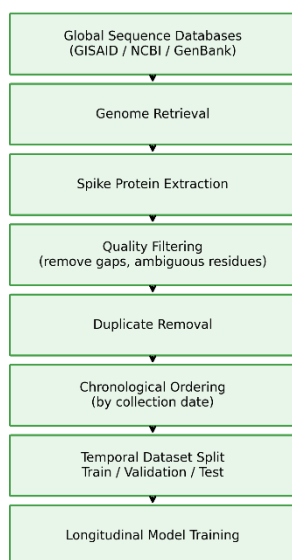 Global Sequence Databases
(GISAID / NCBI / GenBank)
Genome Retrieval
Spike Protein Extraction
Quality Filtering
(remove gaps, ambiguous residues)
Duplicate Removal
Chronological Ordering
(by collection date)
Temporal Dataset Split
Train / Validation / Test
Longitudinal Model Training